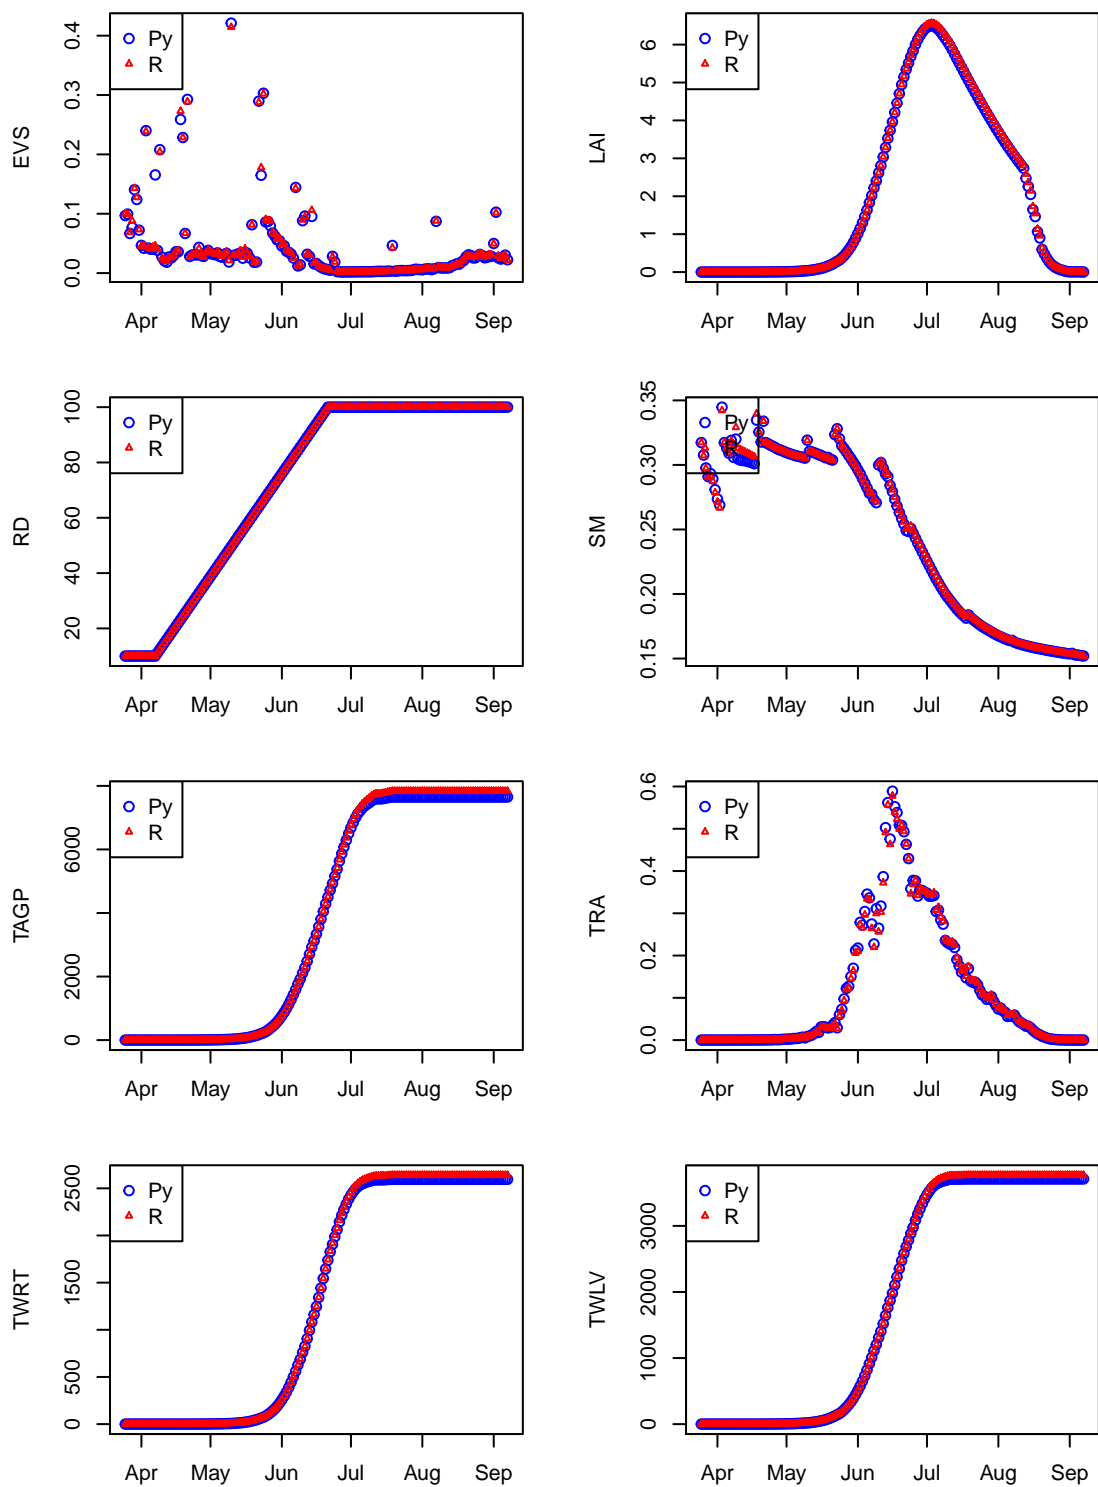 EVS
0.0 0.1 0.2 0.3 0.4
Py
R
Apr May Jun Jul Aug Sep
LAI
0 1 2 3 4 5 6
Py
R
Apr May Jun Jul Aug Sep
RD
20 40 60 80 100
Py
R
Apr May Jun Jul Aug Sep
SM
0.15 0.20 0.25 0.30 0.35
Py
R
Apr May Jun Jul Aug Sep
TAGP
0 2000 6000
Py
R
Apr May Jun Jul Aug Sep
TRA
0.0 0.2 0.4 0.6
Py
R
Apr May Jun Jul Aug Sep
TWRT
0 500 1500 2500
Py
R
Apr May Jun Jul Aug Sep
TWLV
0 1000 2000 3000
Py
R
Apr May Jun Jul Aug Sep